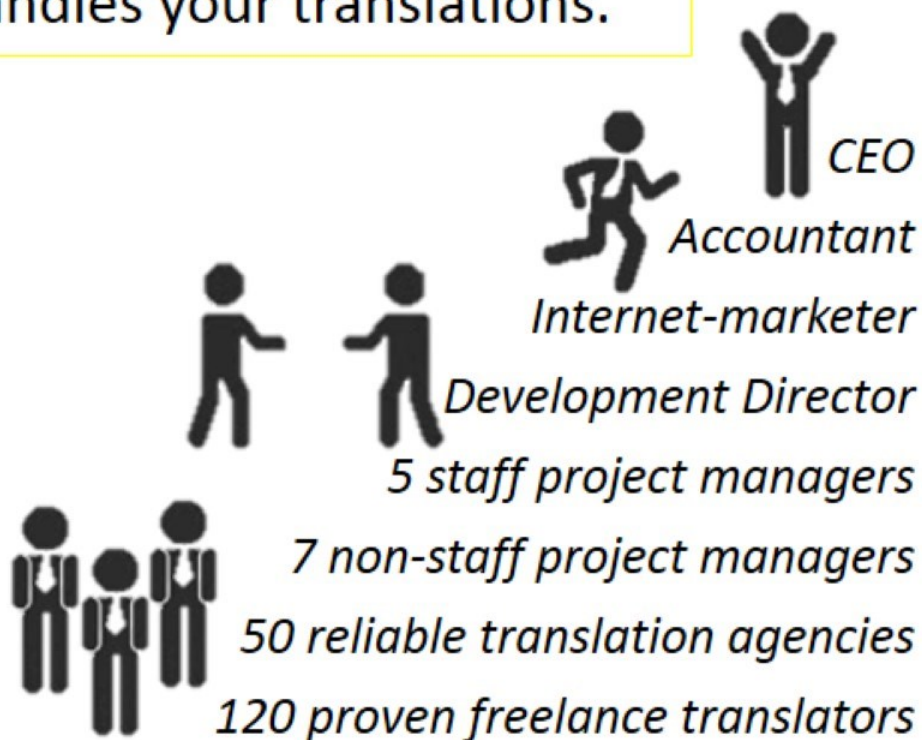 your translations.
CEO
Accountant
Internet-marketer
Development Director
5 staff project managers
7 non-staff project managers
50 reliable translation agencies
120 proven freelance translators